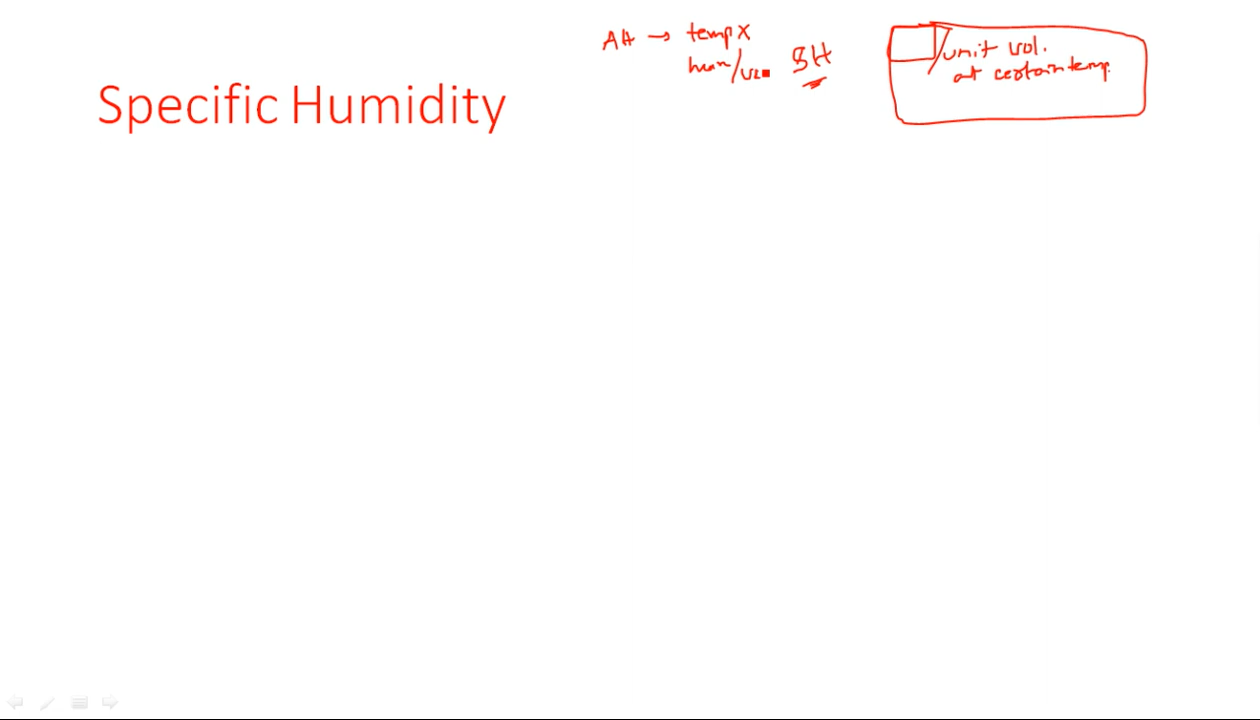 AH → temp X
hum/vol
SH
/unit vol.
at certain temp.
Specific Humidity